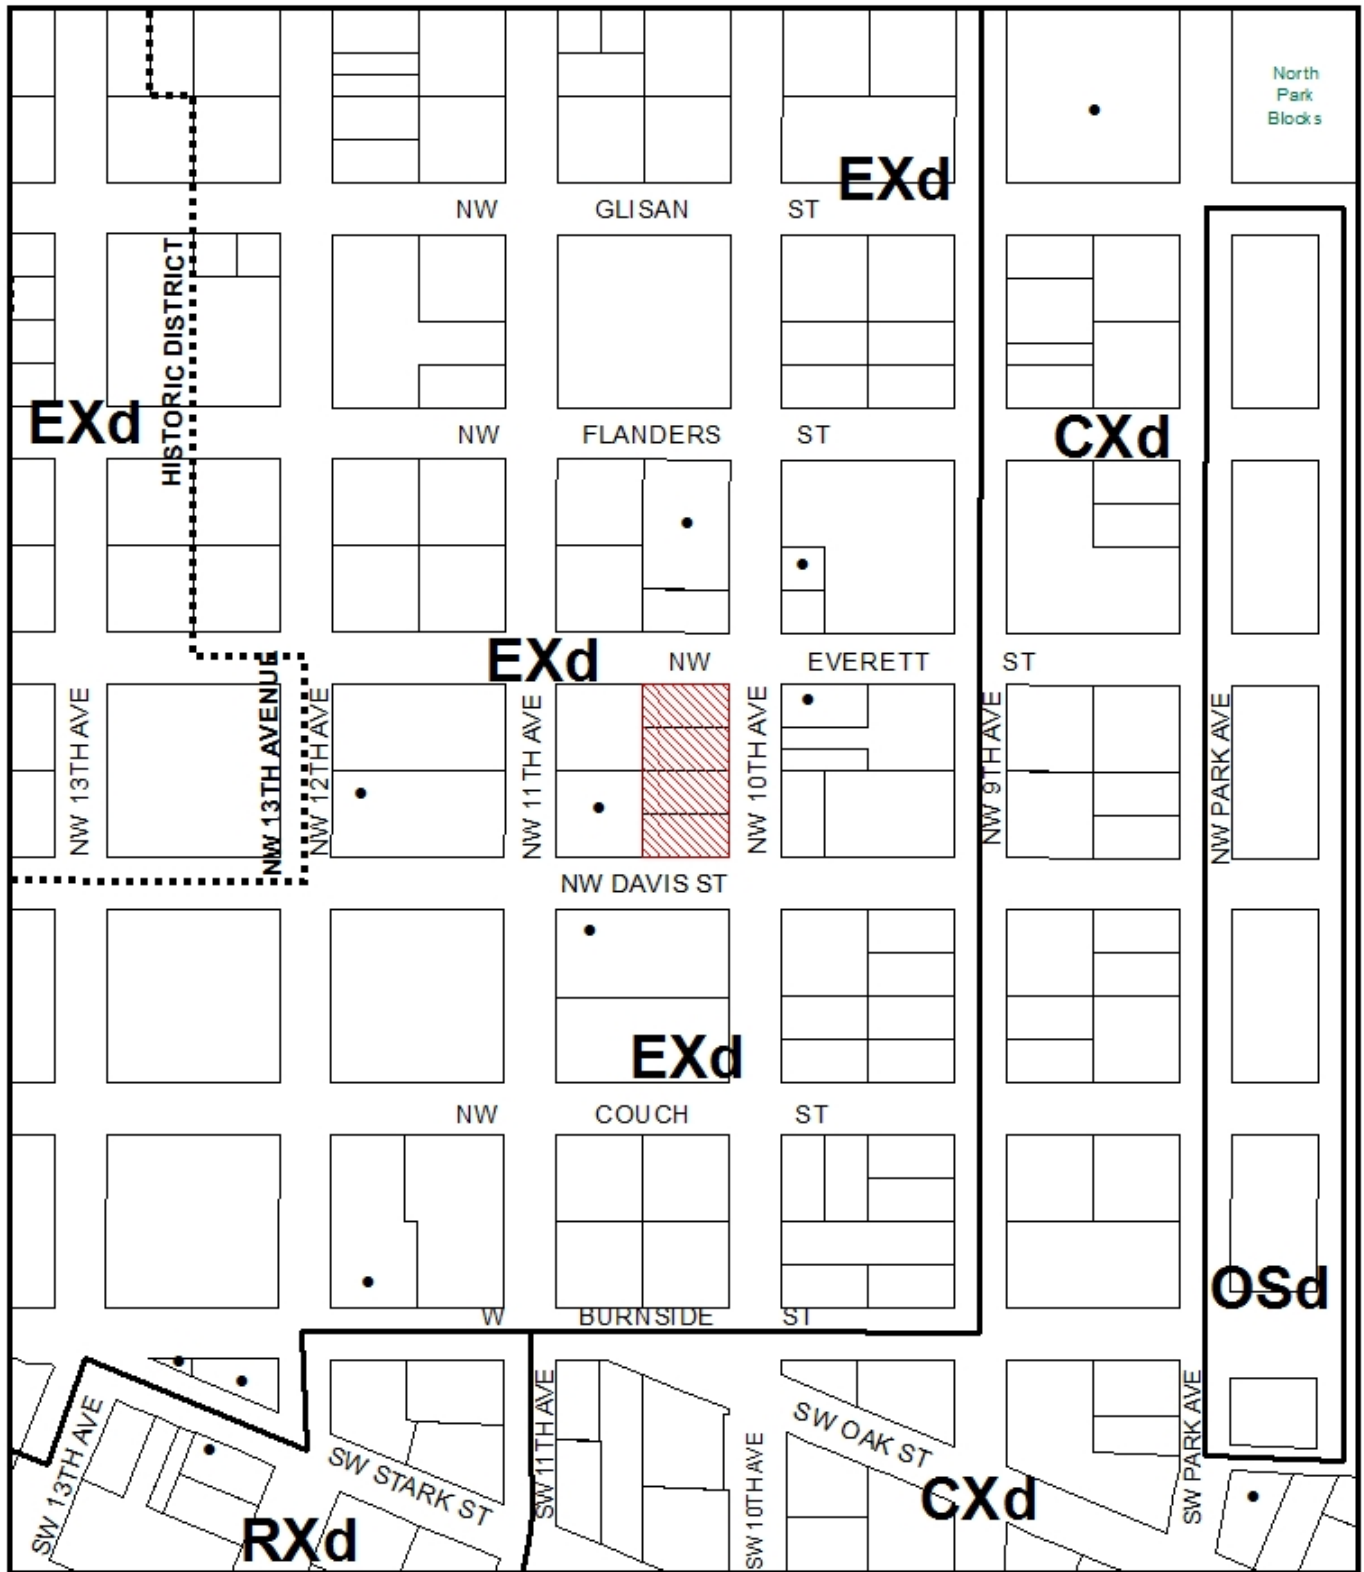 North
Park
Blocks
EXd
NW GLISAN ST
HISTORIC DISTRICT
EXd
CXd
NW FLANDERS ST
EXd
NW EVERETT ST
NW 13TH AVE
NW 13TH AVENUE
NW 12TH AVE
NW 11TH AVE
NW 10TH AVE
NW 9TH AVE
NW PARK AVE
NW DAVIS ST
EXd
NW COUCH ST
OSd
W BURNSIDE ST
SW 13TH AVE
SW STARK ST
SW 11TH AVE
SW 10TH AVE
SW OAK ST
SW PARK AVE
CXd
RXd